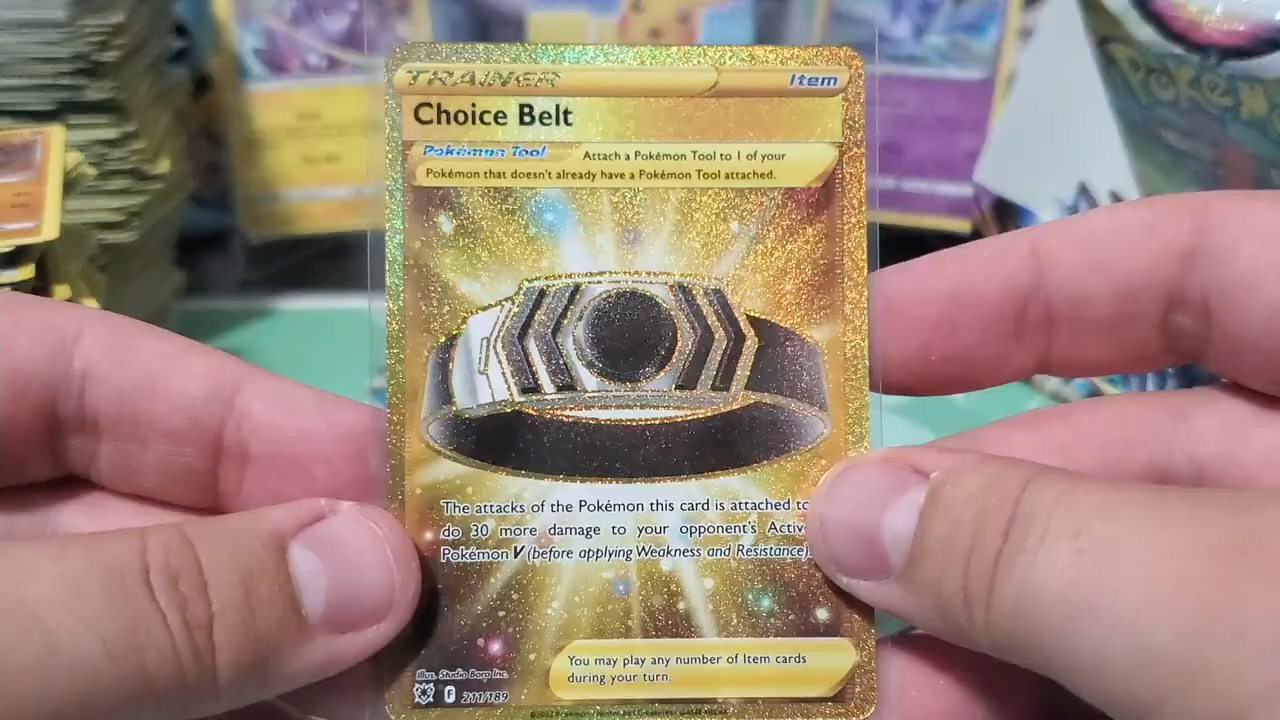 TRAINER
Item
Choice Belt
Pokémon Tool Attach a Pokémon Tool to 1 of your
Pokémon that doesn't already have a Pokémon Tool attached.
The attacks of the Pokémon this card is attached to
do 30 more damage to your opponent's Activ
Pokémon V (before applying Weakness and Resistance).
You may play any number of Item cards
during your turn.
Illus. Studio Bora Inc.
F 211/189